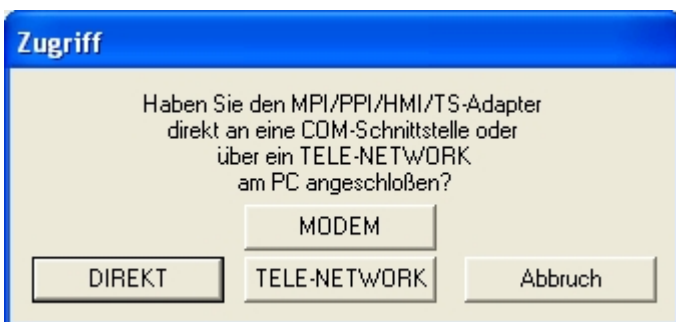 Zugriff
Haben Sie den MPI/PPI/HMI/TS-Adapter
direkt an eine COM-Schnittstelle oder
über ein TELE-NETWORK
am PC angeschloßen?
MODEM
DIREKT TELE-NETWORK Abbruch